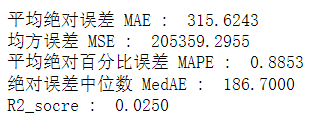 平均绝对误差 MAE :  315.6243
均方误差 MSE :  205359.2955
平均绝对百分比误差 MAPE :  0.8853
绝对误差中位数 MedAE :  186.7000
R2_socre :  0.0250